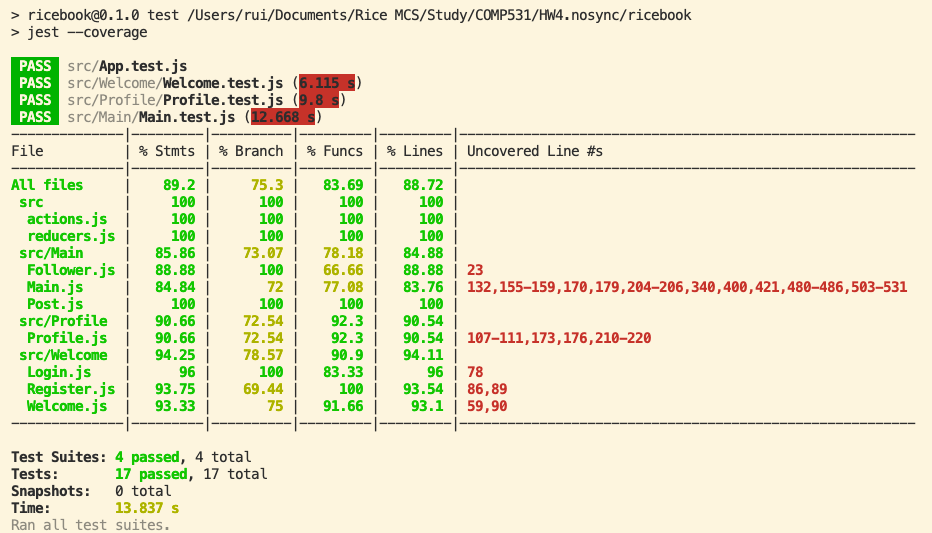 > ricebook@0.1.0 test /Users/rui/Documents/Rice MCS/Study/COMP531/HW4.nosync/ricebook
> jest --coverage
PASS src/App.test.js
PASS src/Welcome/Welcome.test.js (6.115 s)
PASS src/Profile/Profile.test.js (9.8 s)
PASS src/Main/Main.test.js (12.668 s)
--------------|---------|----------|---------|---------|--------------------------------------------------------
File | % Stmts | % Branch | % Funcs | % Lines | Uncovered Line #s
--------------|---------|----------|---------|---------|--------------------------------------------------------
All files | 89.2 | 75.3 | 83.69 | 88.72 |
src | 100 | 100 | 100 | 100 |
actions.js | 100 | 100 | 100 | 100 |
reducers.js | 100 | 100 | 100 | 100 |
src/Main | 85.86 | 73.07 | 78.18 | 84.88 |
Follower.js | 88.88 | 100 | 66.66 | 88.88 | 23
Main.js | 84.84 | 72 | 77.08 | 83.76 | 132,155-159,170,179,204-206,340,400,421,480-486,503-531
Post.js | 100 | 100 | 100 | 100 |
src/Profile | 90.66 | 72.54 | 92.3 | 90.54 |
Profile.js | 90.66 | 72.54 | 92.3 | 90.54 | 107-111,173,176,210-220
src/Welcome | 94.25 | 78.57 | 90.9 | 94.11 |
Login.js | 96 | 100 | 83.33 | 96 | 78
Register.js | 93.75 | 69.44 | 100 | 93.54 | 86,89
Welcome.js | 93.33 | 75 | 91.66 | 93.1 | 59,90
--------------|---------|----------|---------|---------|--------------------------------------------------------
Test Suites: 4 passed, 4 total
Tests: 17 passed, 17 total
Snapshots: 0 total
Time: 13.837 s
Ran all test suites.